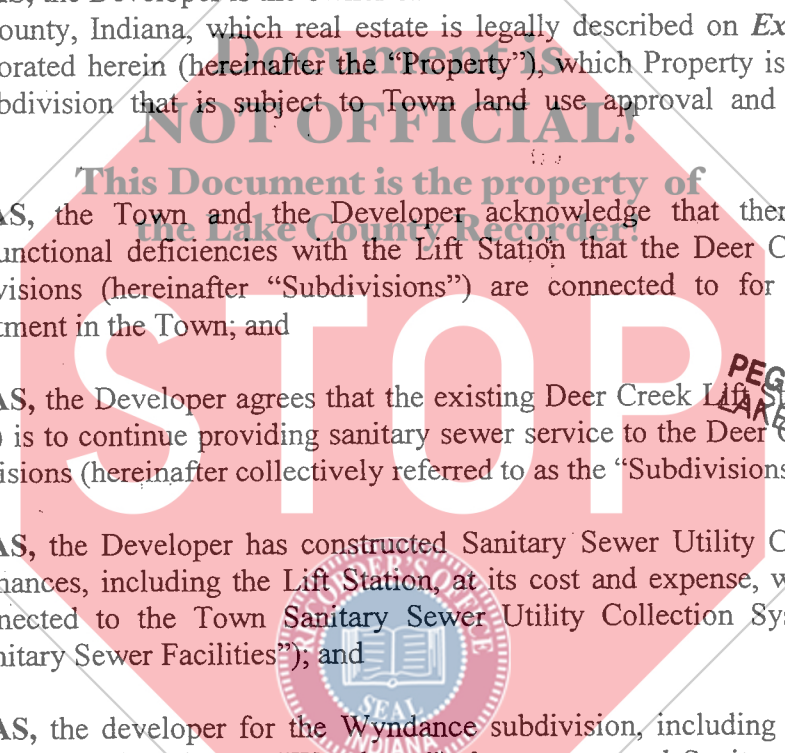 ounty, Indiana, which real estate is legally described on Ex
Document is
orated herein (hereinafter the “Property”), which Property is
bdivision that is subject to Town land use approval and
NOT OFFICIAL!
This Document is the property of
AS, the Town and the Developer acknowledge that ther
the Lake County Recorder!
unctional deficiencies with the Lift Station that the Deer C
visions (hereinafter “Subdivisions”) are connected to for
tment in the Town; and
STOP
PEG
LAKE
AS, the Developer agrees that the existing Deer Creek Lift St
) is to continue providing sanitary sewer service to the Deer C
isions (hereinafter collectively referred to as the “Subdivisions
AS, the Developer has constructed Sanitary Sewer Utility C
nances, including the Lift Station, at its cost and expense, w
nected to the Town Sanitary Sewer Utility Collection Sys
nitary Sewer Facilities”); and
RECORDER'S OFFICE
SEAL
INDIANA
AS, the developer for the Wyndance subdivision, including